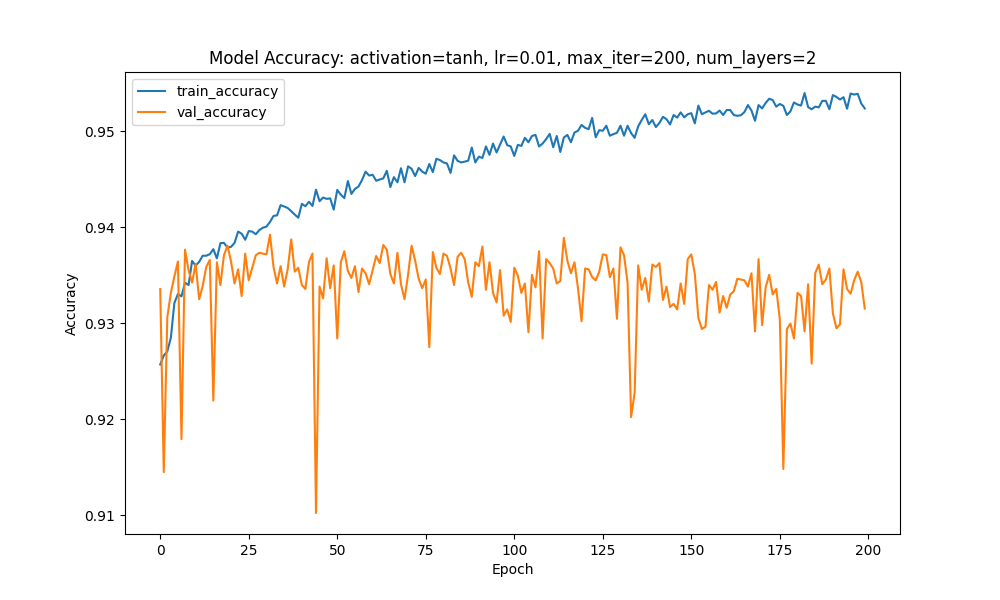 Model Accuracy: activation=tanh, lr=0.01, max_iter=200, num_layers=2
train_accuracy
val_accuracy
0.95
0.94
0.93
0.92
0.91
Accuracy
0 25 50 75 100 125 150 175 200
Epoch